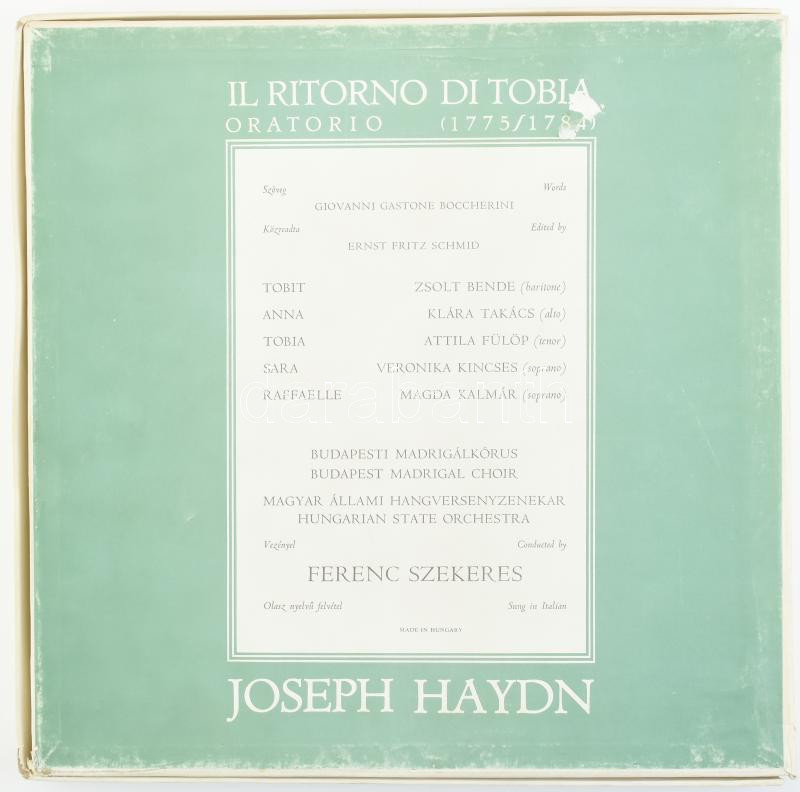 IL RITORNO DI TOBIA
ORATORIO (1775/1784)
Szöveg Words
GIOVANNI GASTONE BOCCHERINI
Közreadta Edited by
ERNST FRITZ SCHMID
TOBIT ZSOLT BENDE (baritone)
ANNA KLÁRA TAKÁCS (alto)
TOBIA ATTILA FÜLÖP (tenor)
SARA VERONIKA KINCSES (soprano)
RAFFAELLE MAGDA KALMÁR (soprano)
darabanth
BUDAPESTI MADRIGÁLKÓRUS
BUDAPEST MADRIGAL CHOIR
MAGYAR ÁLLAMI HANGVERSENYZENEKAR
HUNGARIAN STATE ORCHESTRA
Vezényel Conducted by
FERENC SZEKERES
Olasz nyelvű felvétel Sung in Italian
MADE IN HUNGARY
JOSEPH HAYDN